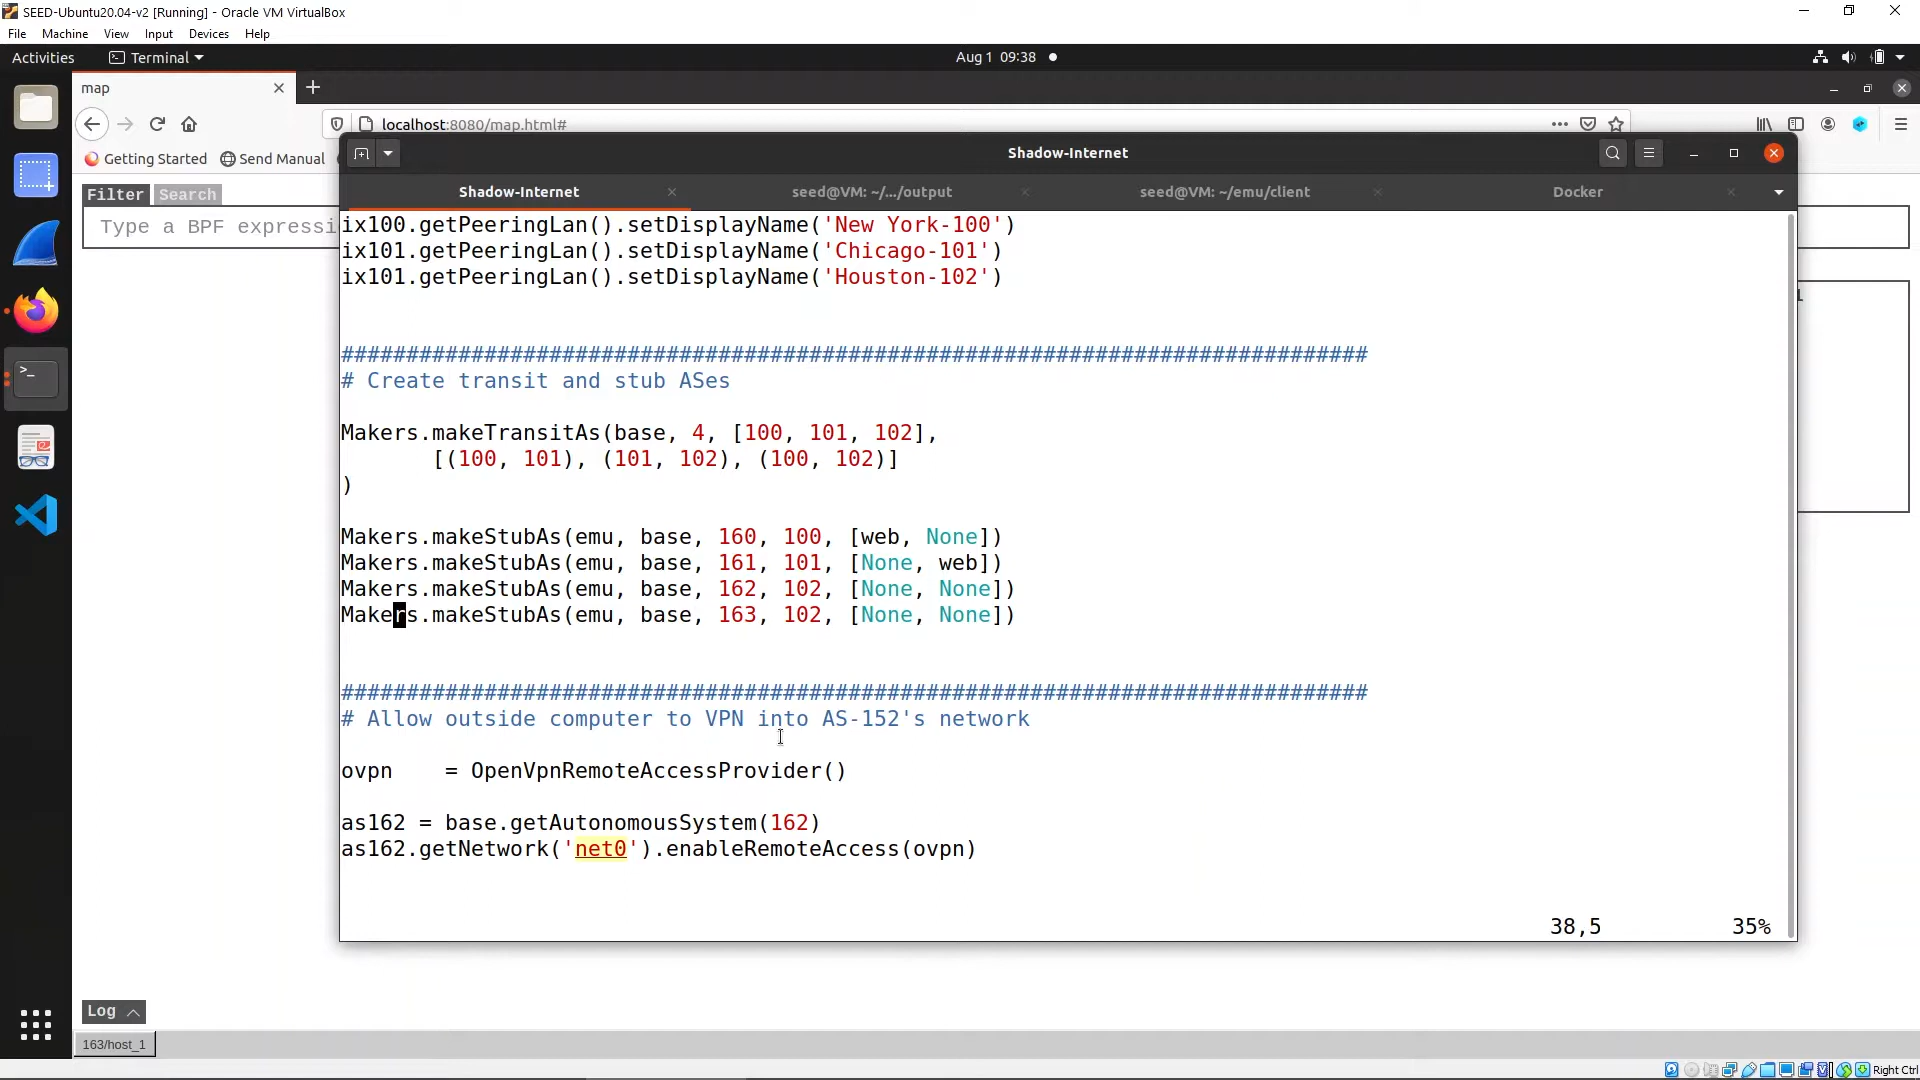 SEED-Ubuntu20.04-v2 [Running] - Oracle VM VirtualBox
File Machine View Input Devices Help
Activities Terminal Aug 1 09:38
map
localhost:8080/map.html#
Getting Started Send Manual
Filter Search
Type a BPF expressi
Shadow-Internet
Shadow-Internet seed@VM: ~/.../output seed@VM: ~/emu/client Docker
ix100.getPeeringLan().setDisplayName('New York-100')
ix101.getPeeringLan().setDisplayName('Chicago-101')
ix101.getPeeringLan().setDisplayName('Houston-102')
###############################################################################
# Create transit and stub ASes
Makers.makeTransitAs(base, 4, [100, 101, 102],
[(100, 101), (101, 102), (100, 102)]
)
Makers.makeStubAs(emu, base, 160, 100, [web, None])
Makers.makeStubAs(emu, base, 161, 101, [None, web])
Makers.makeStubAs(emu, base, 162, 102, [None, None])
Makers.makeStubAs(emu, base, 163, 102, [None, None])
###############################################################################
# Allow outside computer to VPN into AS-152's network
ovpn = OpenVpnRemoteAccessProvider()
as162 = base.getAutonomousSystem(162)
as162.getNetwork('net0').enableRemoteAccess(ovpn)
38,5 35%
Log
163/host_1
Right Ctrl